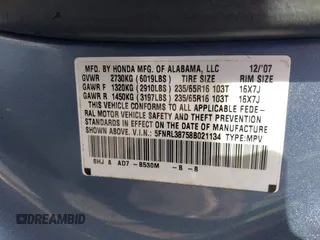 MFD. BY HONDA MFG. OF ALABAMA, LLC 12/'07
GVWR 2730KG (6019LBS) TIRE SIZE RIM SIZE
GAWR F 1320KG (2910LBS) 235/65R16 103T 16X7J
GAWR R 1450KG (3197LBS) 235/65R16 103T 16X7J
THIS VEHICLE CONFORMS TO ALL APPLICABLE FEDE-
RAL MOTOR VEHICLE SAFETY AND THEFT PREVENTION
STANDARDS IN EFFECT ON THE DATE OF MANUFACTURE
SHOWN ABOVE. 5FNRL38758B021134 TYPE:MPV
SHJ A AD7 - B530M - B - B
DREAMBID